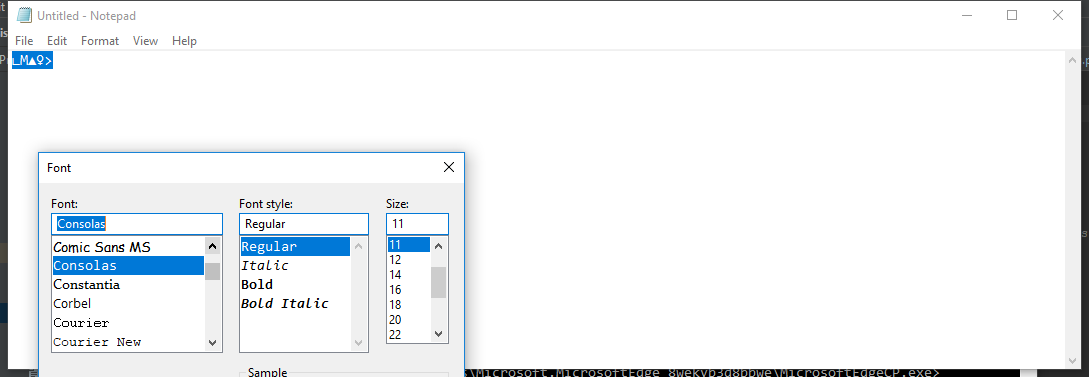 Untitled - Notepad
File Edit Format View Help
∟M▲♀>
Font
Font: Font style: Size:
Consolas Regular 11
Comic Sans MS
Consolas
Constantia
Corbel
Courier
Courier New
Regular
Italic
Bold
Bold Italic
11
12
14
16
18
20
22
Sample
\Microsoft.MicrosoftEdge_8wekyb3d8bbwe\MicrosoftEdgeCP.exe>